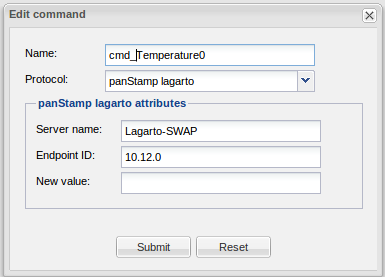 Edit command
Name: cmd_Temperature0
Protocol: panStamp lagarto
panStamp lagarto attributes
Server name: Lagarto-SWAP
Endpoint ID: 10.12.0
New value:
Submit Reset